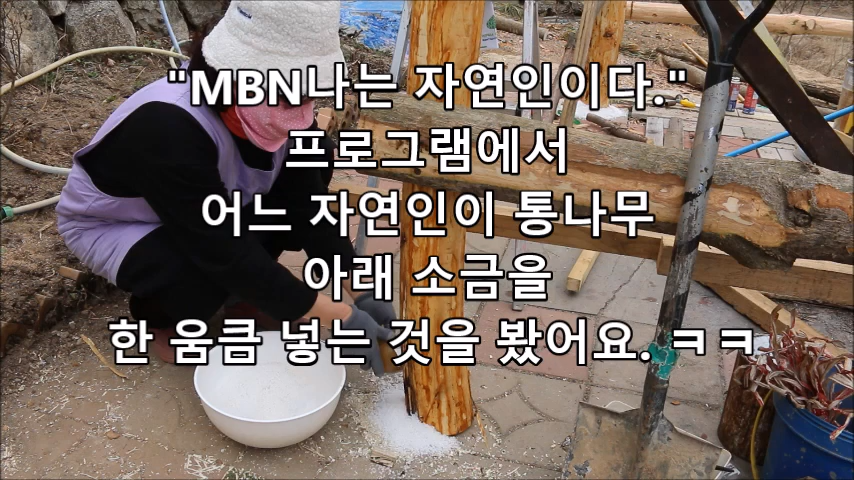 "MBN나는 자연인이다."
프로그램에서
어느 자연인이 통나무
아래 소금을
한 움큼 넣는 것을 봤어요. ㅋㅋ